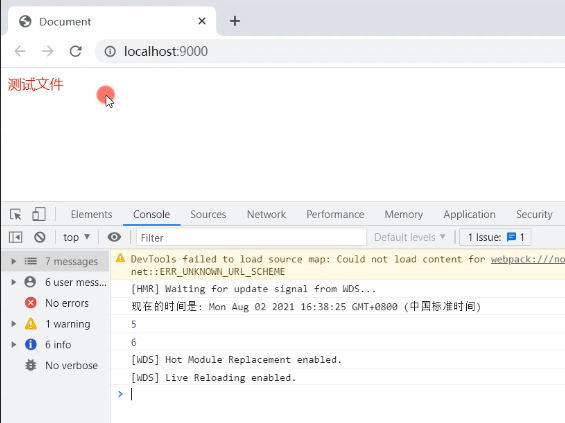 Document
localhost:9000
测试文件
Elements Console Sources Network Performance Memory Application Security
top Filter Default levels 1 Issue: 1
7 messages
6 user mess...
No errors
1 warning
6 info
No verbose
DevTools failed to load source map: Could not load content for webpack:///no
net::ERR_UNKNOWN_URL_SCHEME
[HMR] Waiting for update signal from WDS...
现在的时间是: Mon Aug 02 2021 16:38:25 GMT+0800 (中国标准时间)
5
6
[WDS] Hot Module Replacement enabled.
[WDS] Live Reloading enabled.